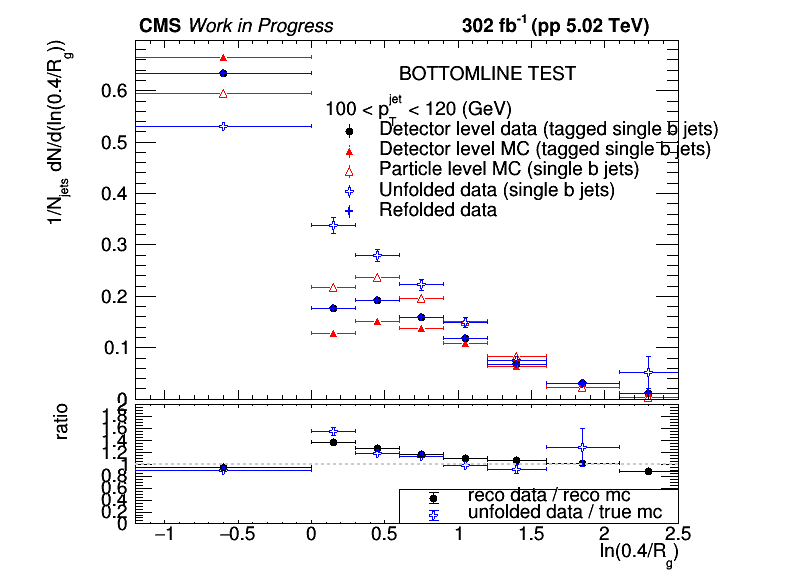 CMS Work in Progress 302 fb-1 (pp 5.02 TeV)
BOTTOMLINE TEST
100 < pTjet < 120 (GeV)
Detector level data (tagged single b jets)
Detector level MC (tagged single b jets)
Particle level MC (single b jets)
Unfolded data (single b jets)
Refolded data
1/Njets dN/d(ln(0.4/Rg))
0.6
0.5
0.4
0.3
0.2
0.1
0
ratio
1.8
1.6
1.4
1.2
1
0.8
0.6
0.4
0.2
0
reco data / reco mc
unfolded data / true mc
−1 −0.5 0 0.5 1 1.5 2 2.5
ln(0.4/Rg)